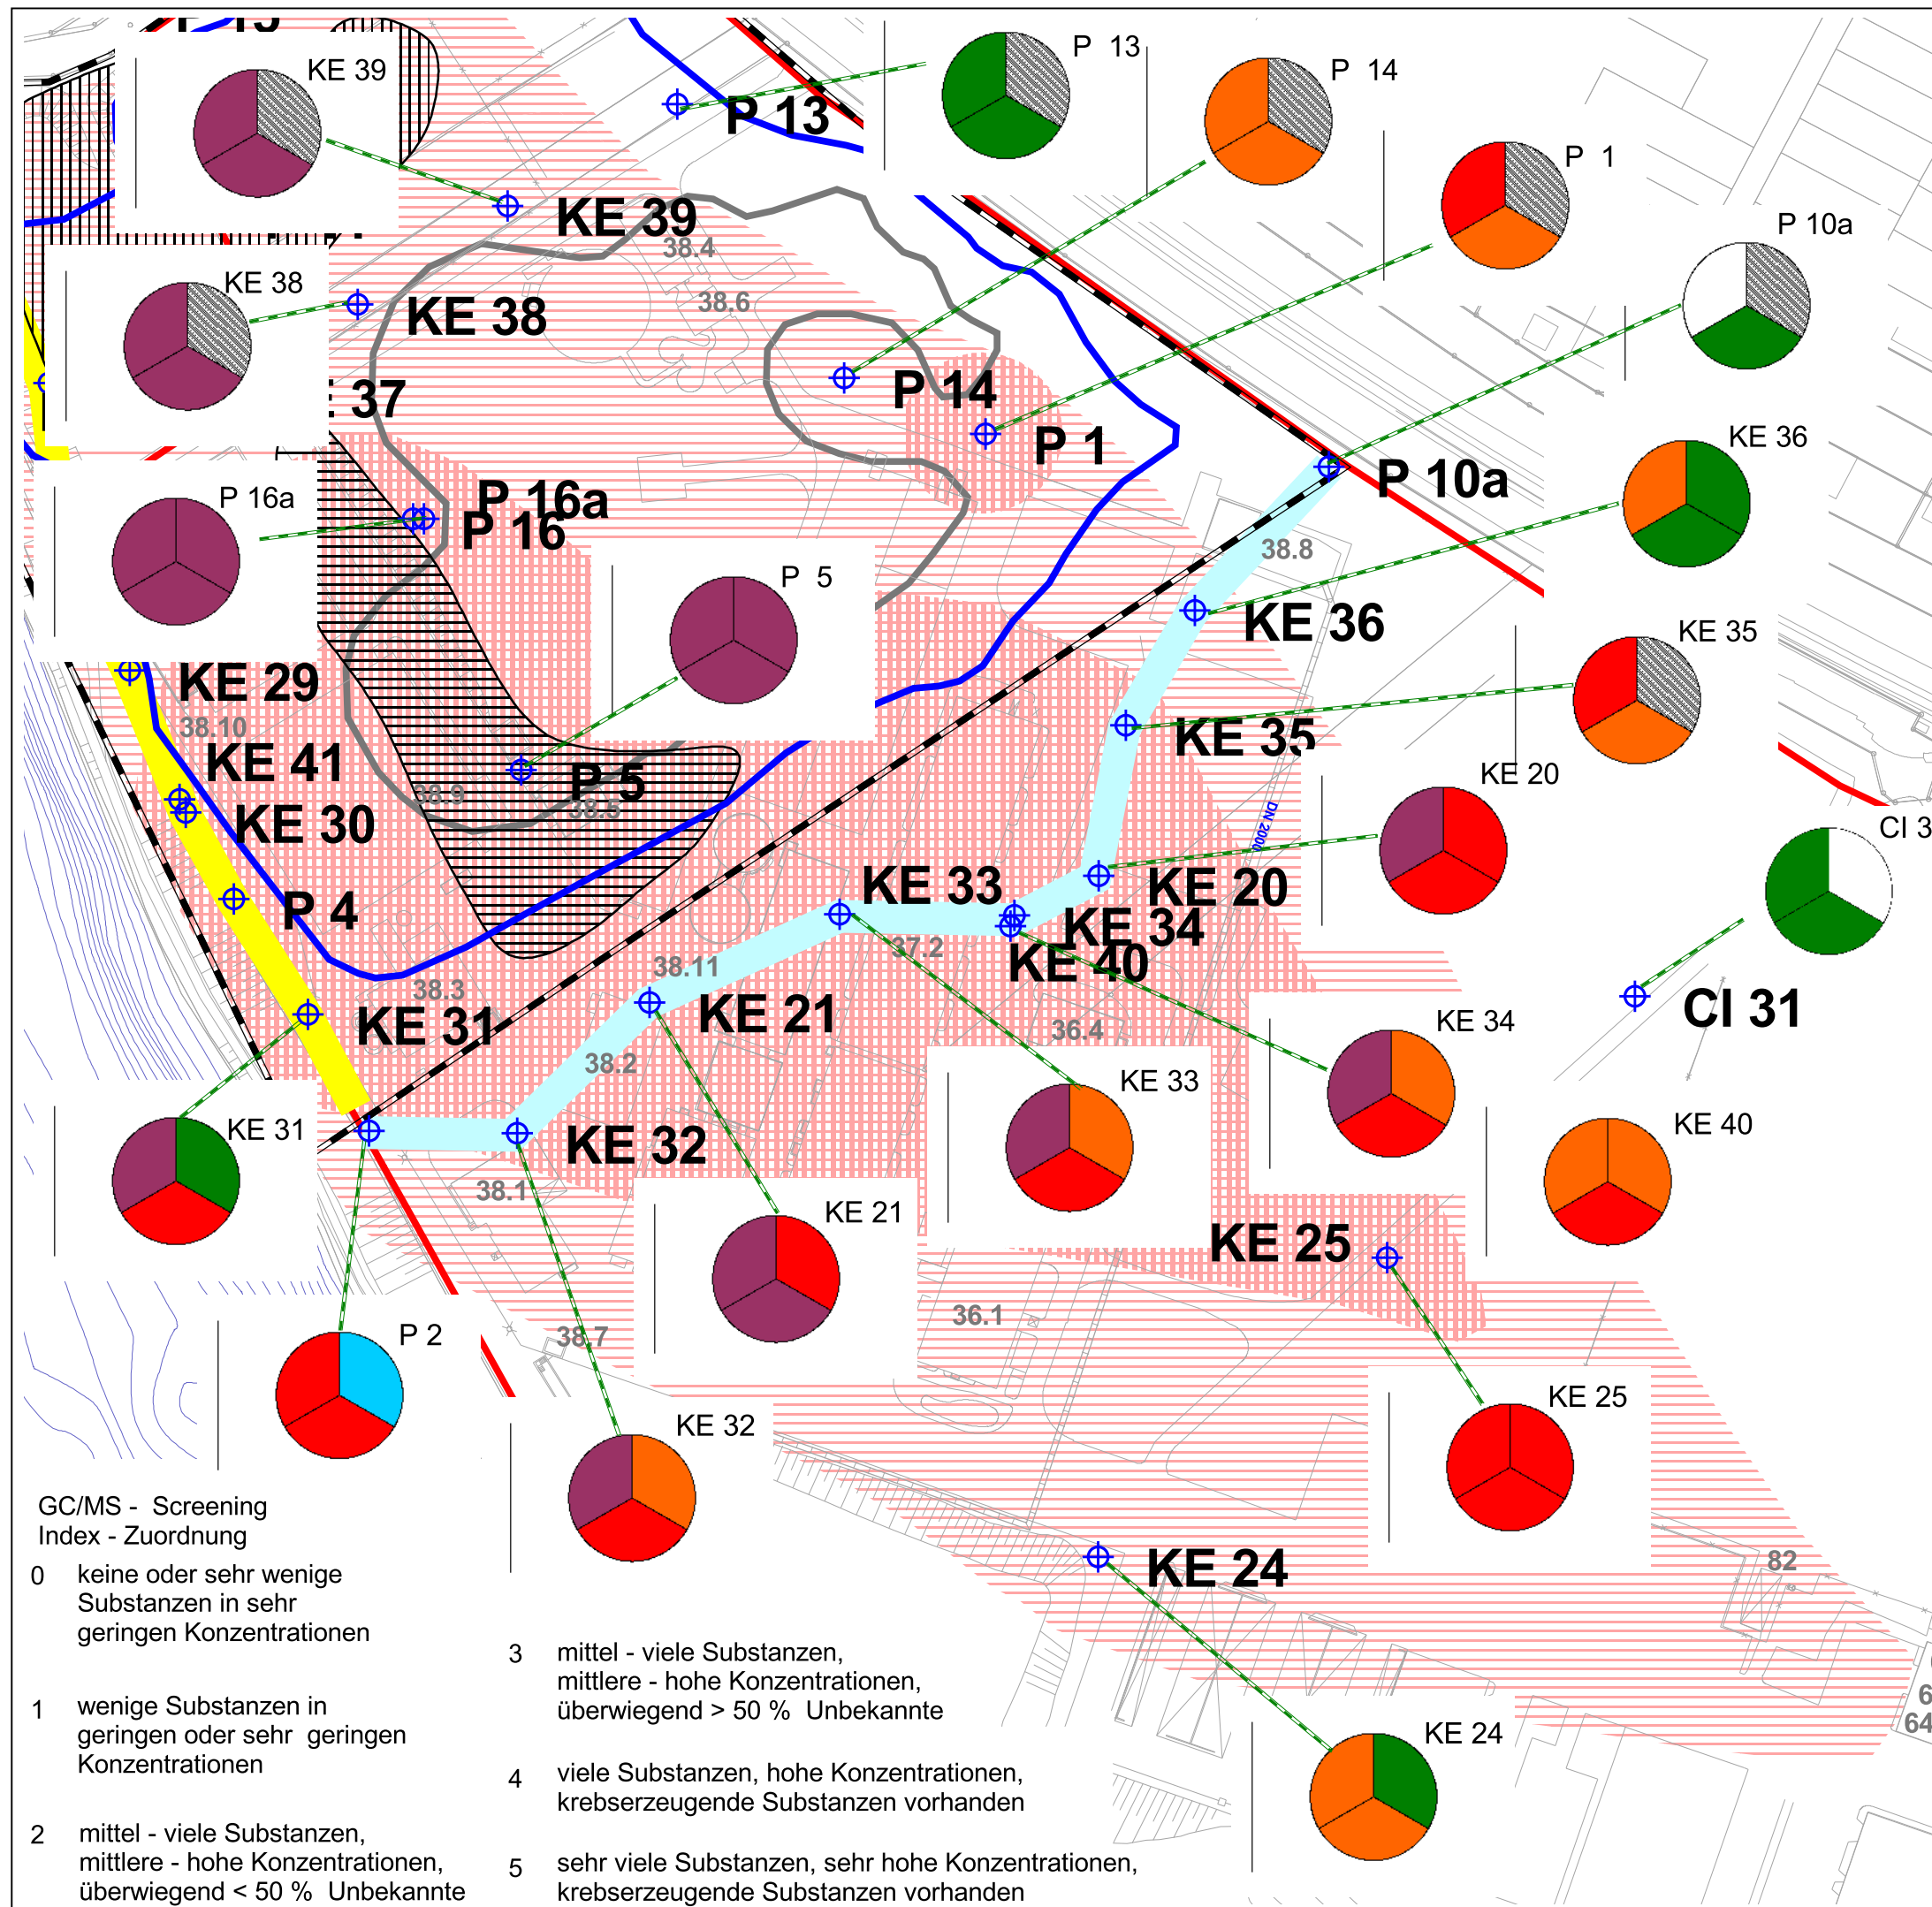 KE 39
P 13
P 14
P 1
P 10a
P 13
KE 39
38.4
KE 38
38.6
KE 38
37
P 14
P 1
P 10a
KE 36
P 16a
P 16a
P 16
38.8
P 5
KE 36
KE 35
KE 29
38.10
KE 35
KE 41
KE 20
P 5
38.9
38.5
KE 30
DN 2000
KE 33
KE 20
P 4
KE 34
37.2
KE 40
38.11
38.3
CI 31
KE 21
KE 31
36.4
KE 34
38.2
KE 33
KE 31
KE 40
KE 32
38.1
KE 21
KE 25
36.1
P 2
38.7
KE 25
KE 32
GC/MS - Screening
Index - Zuordnung
KE 24
82
0 keine oder sehr wenige
Substanzen in sehr
geringen Konzentrationen
1 wenige Substanzen in
geringen oder sehr geringen
Konzentrationen
2 mittel - viele Substanzen,
mittlere - hohe Konzentrationen,
überwiegend < 50 % Unbekannte
3 mittel - viele Substanzen,
mittlere - hohe Konzentrationen,
überwiegend > 50 % Unbekannte
4 viele Substanzen, hohe Konzentrationen,
krebserzeugende Substanzen vorhanden
5 sehr viele Substanzen, sehr hohe Konzentrationen,
krebserzeugende Substanzen vorhanden
KE 24
64